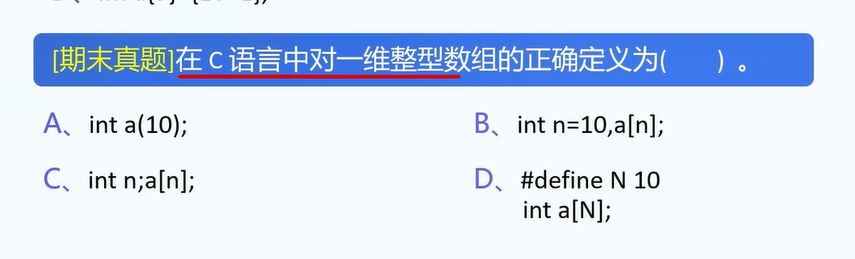 [期末真题]在 C 语言中对一维整型数组的正确定义为(　　) 。
A、int a(10);
B、int n=10,a[n];
C、int n;a[n];
D、#define N 10
int a[N];